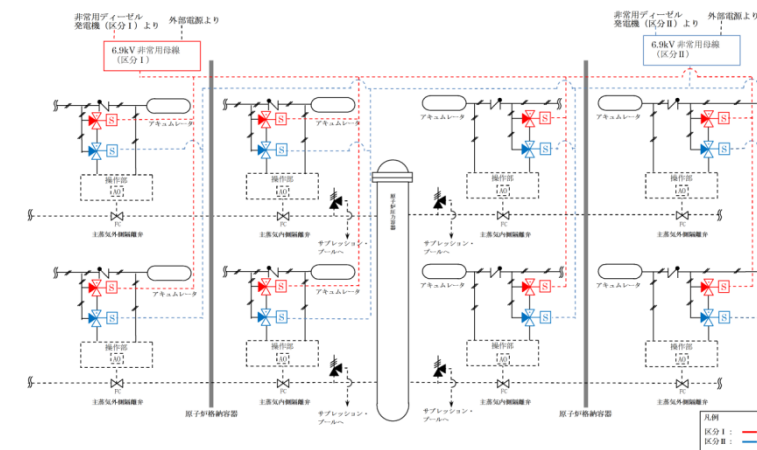 非常用ディーゼル
発電機（区分Ⅰ）より
外部電源より
6.9kV 非常用母線
（区分Ⅰ）
非常用ディーゼル
発電機（区分Ⅱ）より
外部電源より
6.9kV 非常用母線
（区分Ⅱ）
アキュムレータ
アキュムレータ
アキュムレータ
アキュムレータ
S
S
S
S
S
S
S
S
操作部
AO
操作部
AO
操作部
AO
操作部
AO
原子炉圧力容器
FC
FC
FC
FC
主蒸気外側隔離弁
主蒸気内側隔離弁
サプレッション・
プールへ
サプレッション・
プールへ
主蒸気内側隔離弁
主蒸気外側隔離弁
アキュムレータ
アキュムレータ
アキュムレータ
アキュムレータ
S
S
S
S
S
S
S
S
操作部
AO
操作部
AO
操作部
AO
操作部
AO
FC
FC
FC
FC
主蒸気外側隔離弁
主蒸気内側隔離弁
サプレッション・
プールへ
サプレッション・
プールへ
主蒸気内側隔離弁
主蒸気外側隔離弁
原子炉格納容器
原子炉格納容器
凡例
区分Ⅰ：
区分Ⅱ：